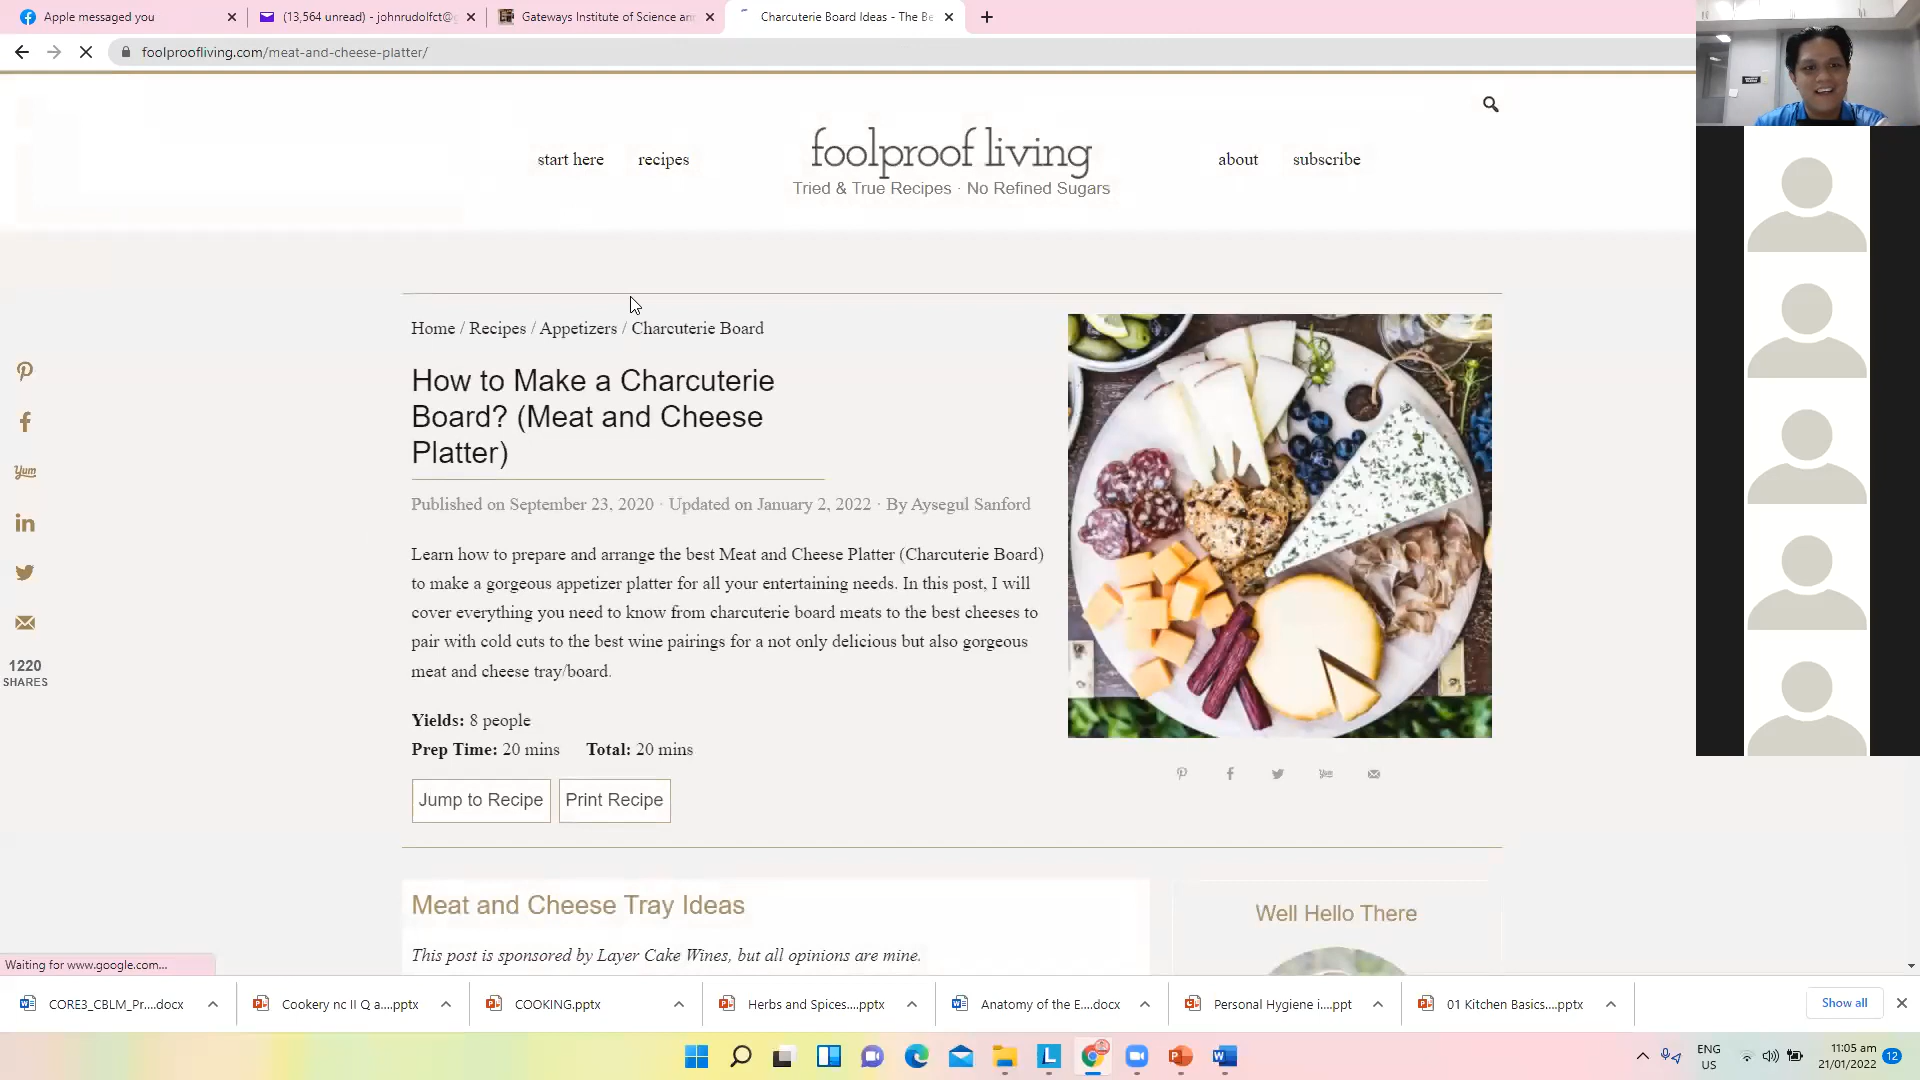 Apple messaged you
(13,564 unread) - johnrudolfct@g
Gateways Institute of Science an
Charcuterie Board Ideas - The Be
foolproofliving.com/meat-and-cheese-platter/
start here
recipes
foolproof living
Tried & True Recipes · No Refined Sugars
about
subscribe
Home / Recipes / Appetizers / Charcuterie Board
How to Make a Charcuterie
Board? (Meat and Cheese
Platter)
Published on September 23, 2020 · Updated on January 2, 2022 · By Aysegul Sanford
Learn how to prepare and arrange the best Meat and Cheese Platter (Charcuterie Board)
to make a gorgeous appetizer platter for all your entertaining needs. In this post, I will
cover everything you need to know from charcuterie board meats to the best cheeses to
pair with cold cuts to the best wine pairings for a not only delicious but also gorgeous
meat and cheese tray/board.
Yields: 8 people
Prep Time: 20 mins Total: 20 mins
Jump to Recipe
Print Recipe
Yum
1220
SHARES
Meat and Cheese Tray Ideas
This post is sponsored by Layer Cake Wines, but all opinions are mine.
Well Hello There
Waiting for www.google.com...
CORE3_CBLM_Pr....docx
Cookery nc II Q a....pptx
COOKING.pptx
Herbs and Spices....pptx
Anatomy of the E....docx
Personal Hygiene i....ppt
01 Kitchen Basics....pptx
Show all
ENG
US
11:05 am
21/01/2022
12